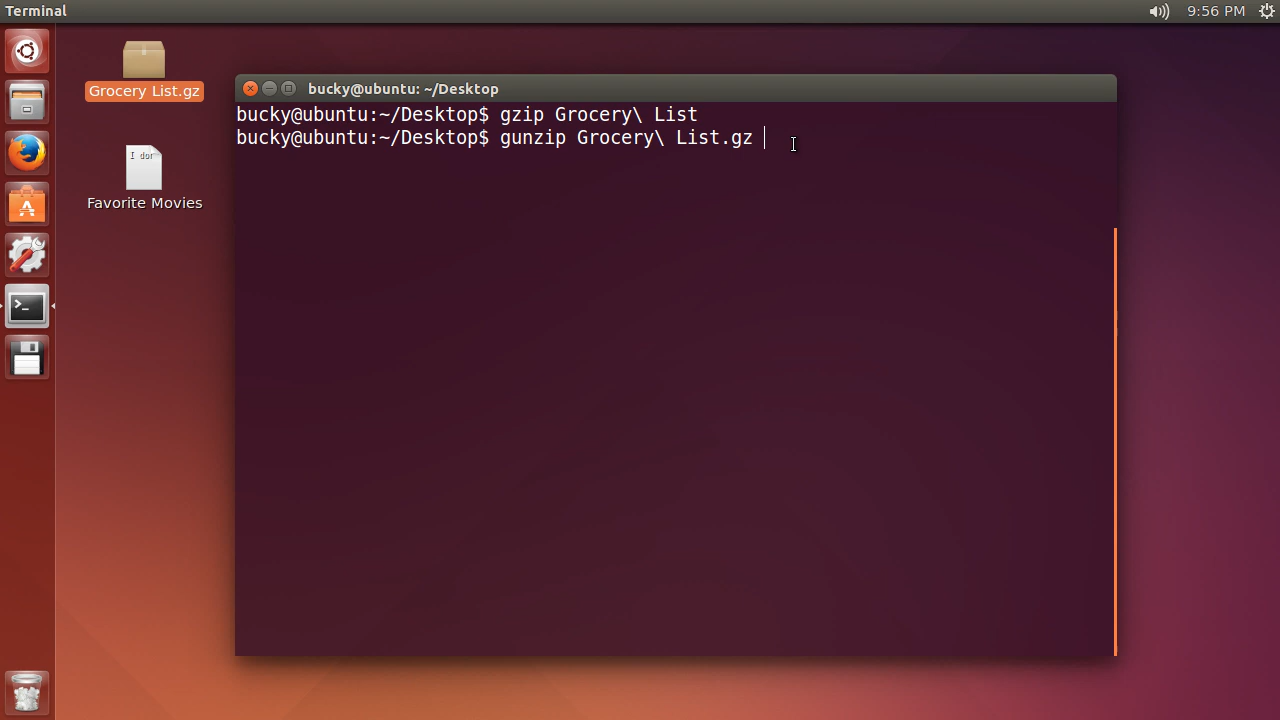 Terminal
9:56 PM
Grocery List.gz
I dor
Favorite Movies
bucky@ubuntu: ~/Desktop
bucky@ubuntu:~/Desktop$ gzip Grocery\ List
bucky@ubuntu:~/Desktop$ gunzip Grocery\ List.gz